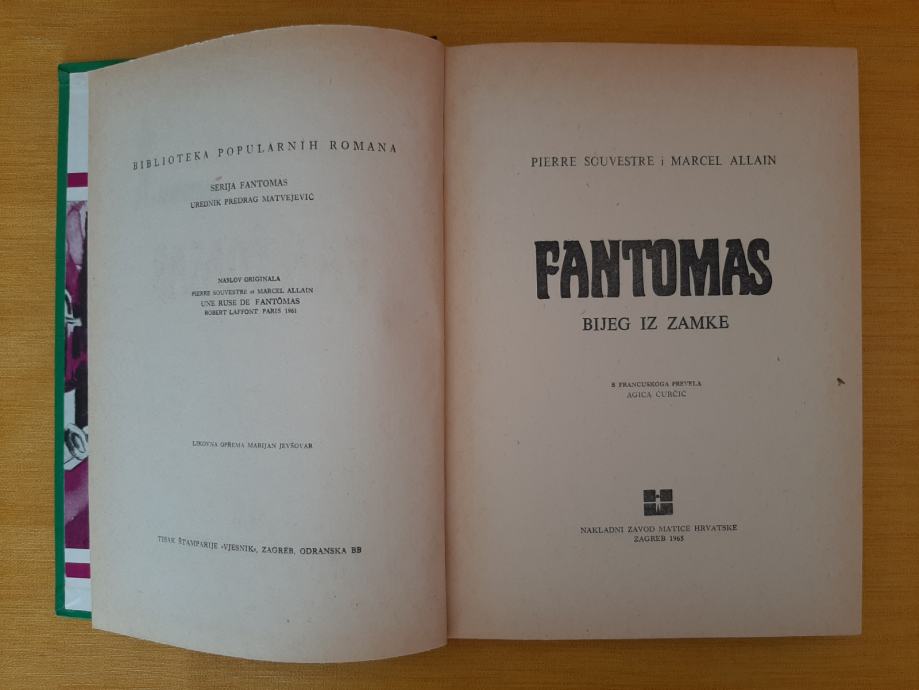 BIBLIOTEKA POPULARNIH ROMANA
SERIJA FANTOMAS
UREDNIK PREDRAG MATVEJEVIĆ
NASLOV ORIGINALA
PIERRE SOUVESTRE et MARCEL ALLAIN
UNE RUSE DE FANTÔMAS
ROBERT LAFFONT PARIS 1961
LIKOVNA OPREMA MARIJAN JEVŠOVAR
TISAK ŠTAMPARIJE »VJESNIK«, ZAGREB, ODRANSKA BB
PIERRE SOUVESTRE i MARCEL ALLAIN
FANTOMAS
BIJEG IZ ZAMKE
S FRANCUSKOGA PREVELA
AGICA ĆURČIĆ
NAKLADNI ZAVOD MATICE HRVATSKE
ZAGREB 1965